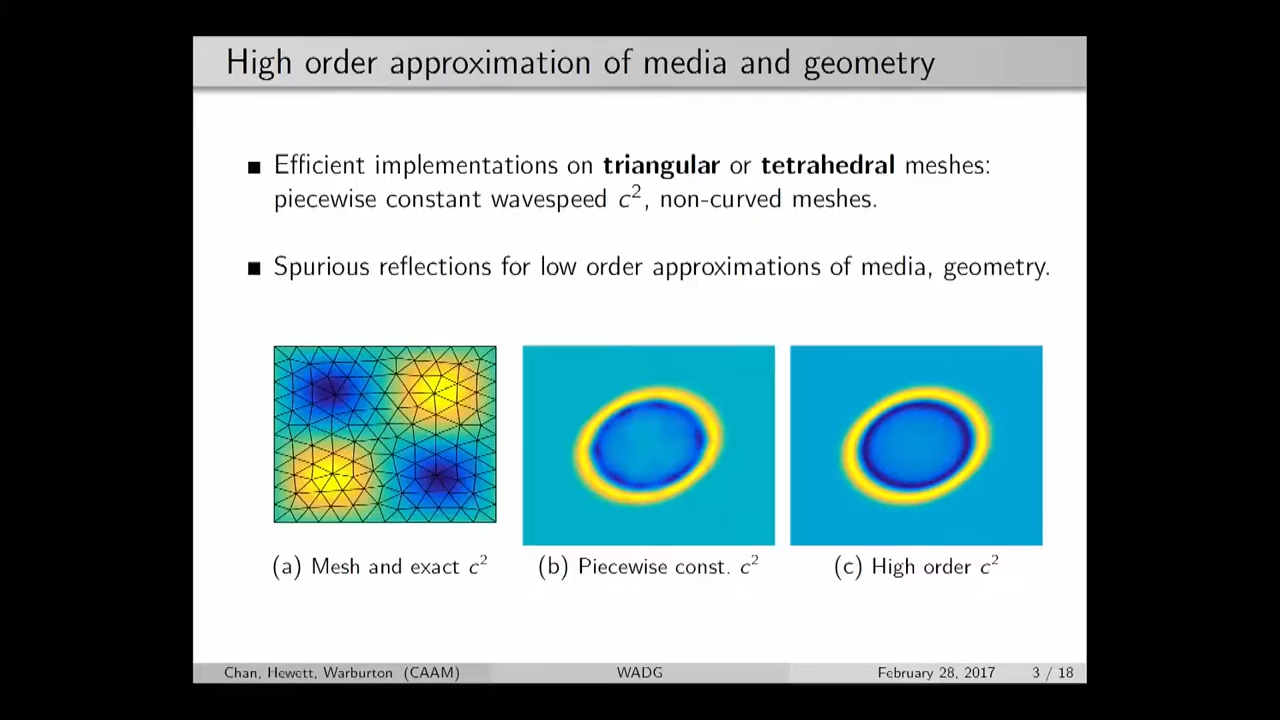 High order approximation of media and geometry
■ Efficient implementations on triangular or tetrahedral meshes:
piecewise constant wavespeed c², non-curved meshes.
■ Spurious reflections for low order approximations of media, geometry.
(a) Mesh and exact c²
(b) Piecewise const. c²
(c) High order c²
Chan, Hewett, Warburton (CAAM)
WADG
February 28, 2017
3 / 18